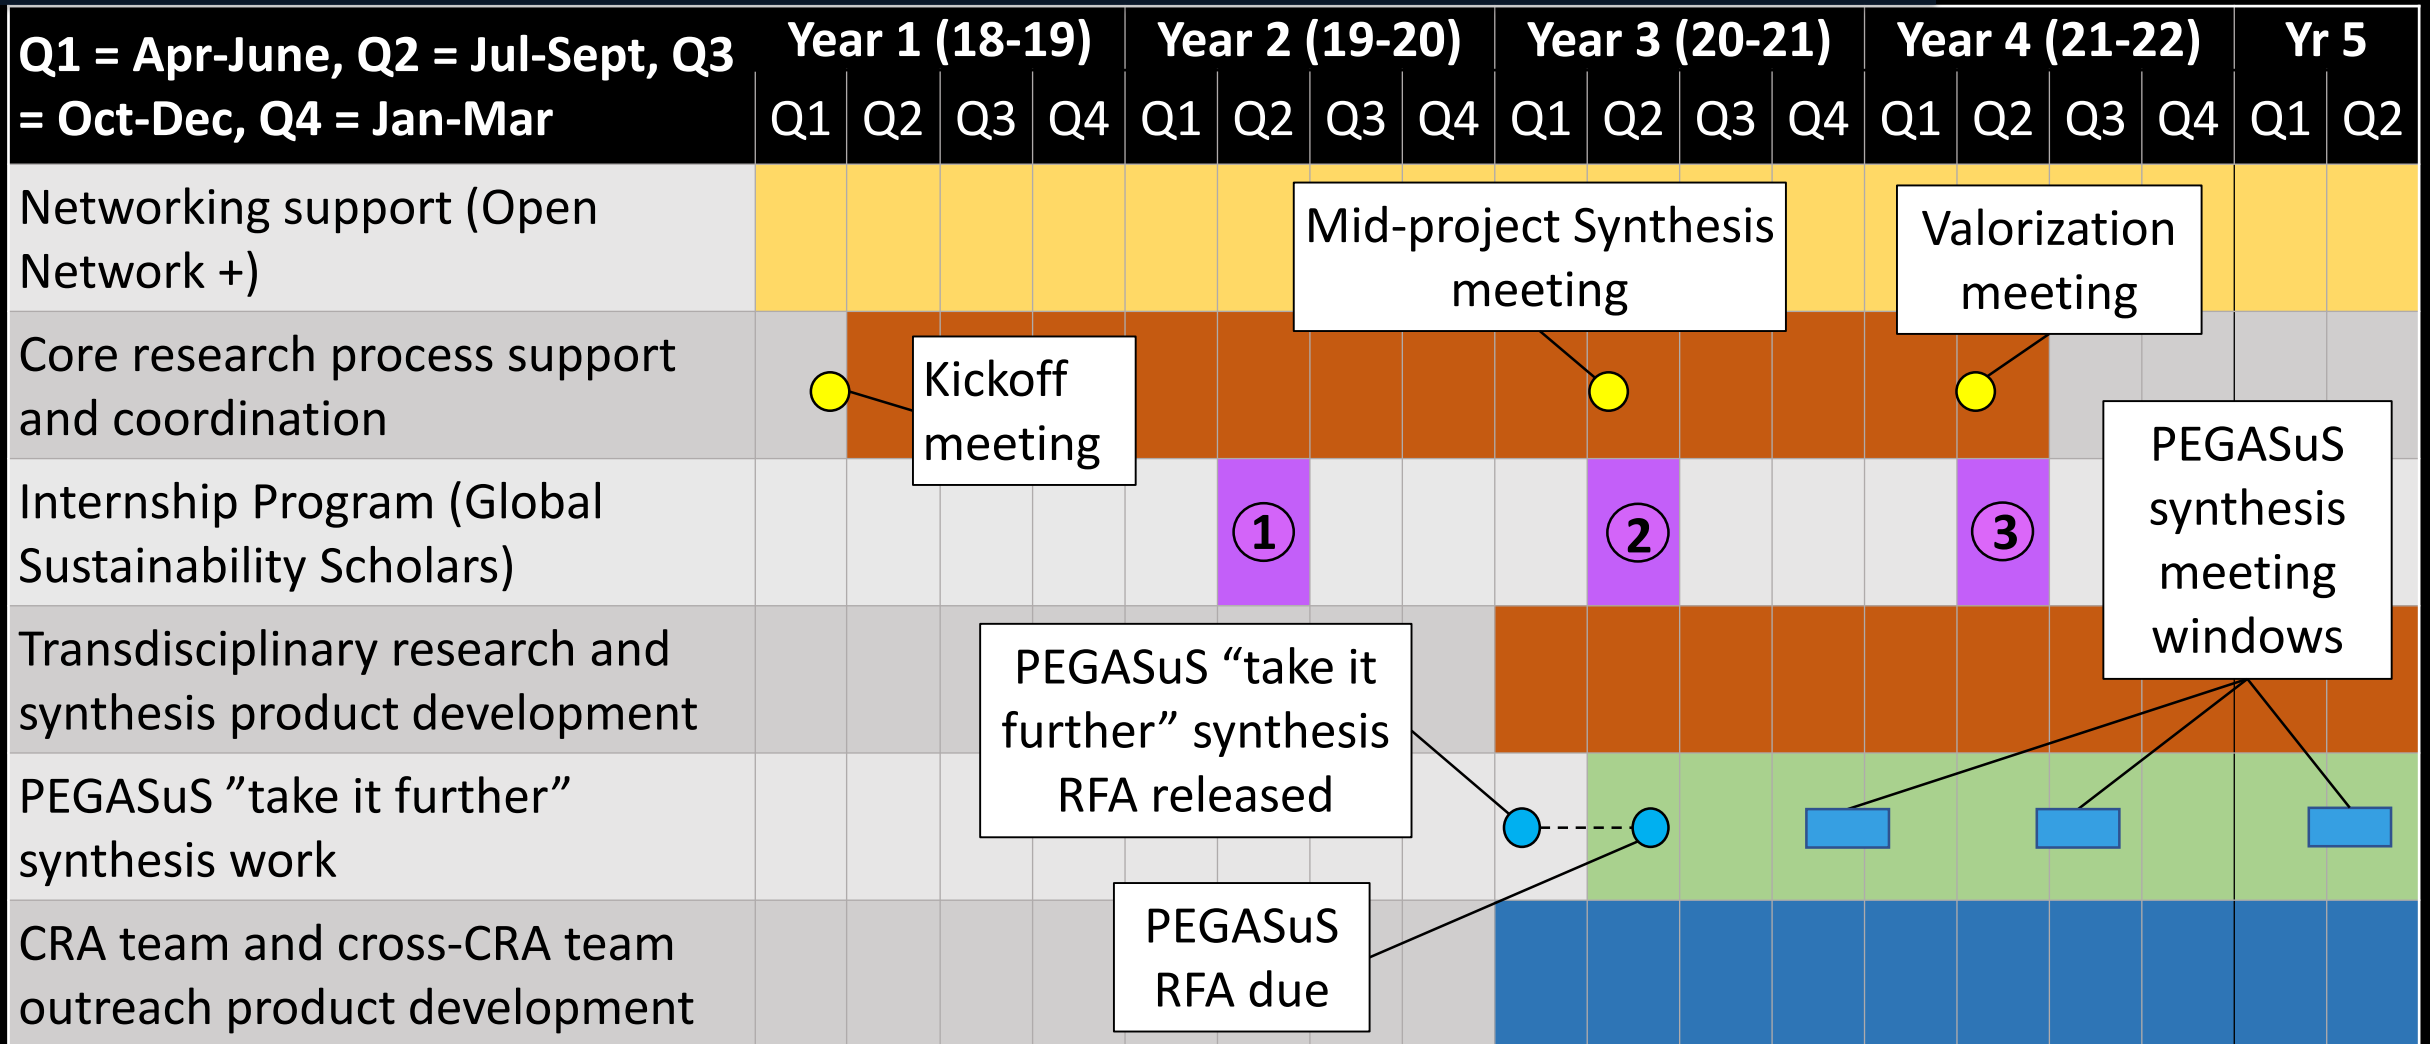 Q1 = Apr-June, Q2 = Jul-Sept, Q3
= Oct-Dec, Q4 = Jan-Mar
Year 1 (18-19) Year 2 (19-20) Year 3 (20-21) Year 4 (21-22) Yr 5
Q1 Q2 Q3 Q4 Q1 Q2 Q3 Q4 Q1 Q2 Q3 Q4 Q1 Q2 Q3 Q4 Q1 Q2
Networking support (Open
Network +)
Mid-project Synthesis
meeting
Valorization
meeting
Core research process support
and coordination
Kickoff
meeting
PEGASuS
synthesis
meeting
windows
Internship Program (Global
Sustainability Scholars)
1 2 3
Transdisciplinary research and
synthesis product development
PEGASuS “take it
further” synthesis
RFA released
PEGASuS ”take it further”
synthesis work
PEGASuS
RFA due
CRA team and cross-CRA team
outreach product development